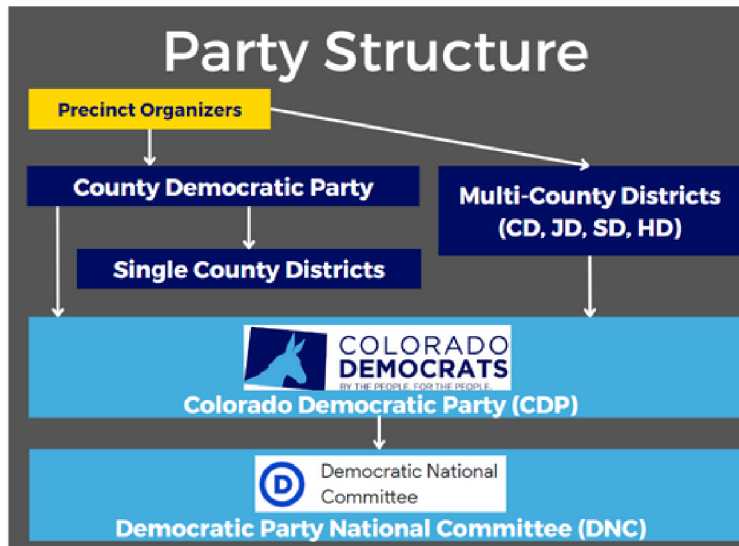 Party Structure
Precinct Organizers
County Democratic Party
Multi-County Districts
(CD, JD, SD, HD)
Single County Districts
COLORADO
DEMOCRATS
BY THE PEOPLE. FOR THE PEOPLE.
Colorado Democratic Party (CDP)
D
Democratic National
Committee
Democratic Party National Committee (DNC)